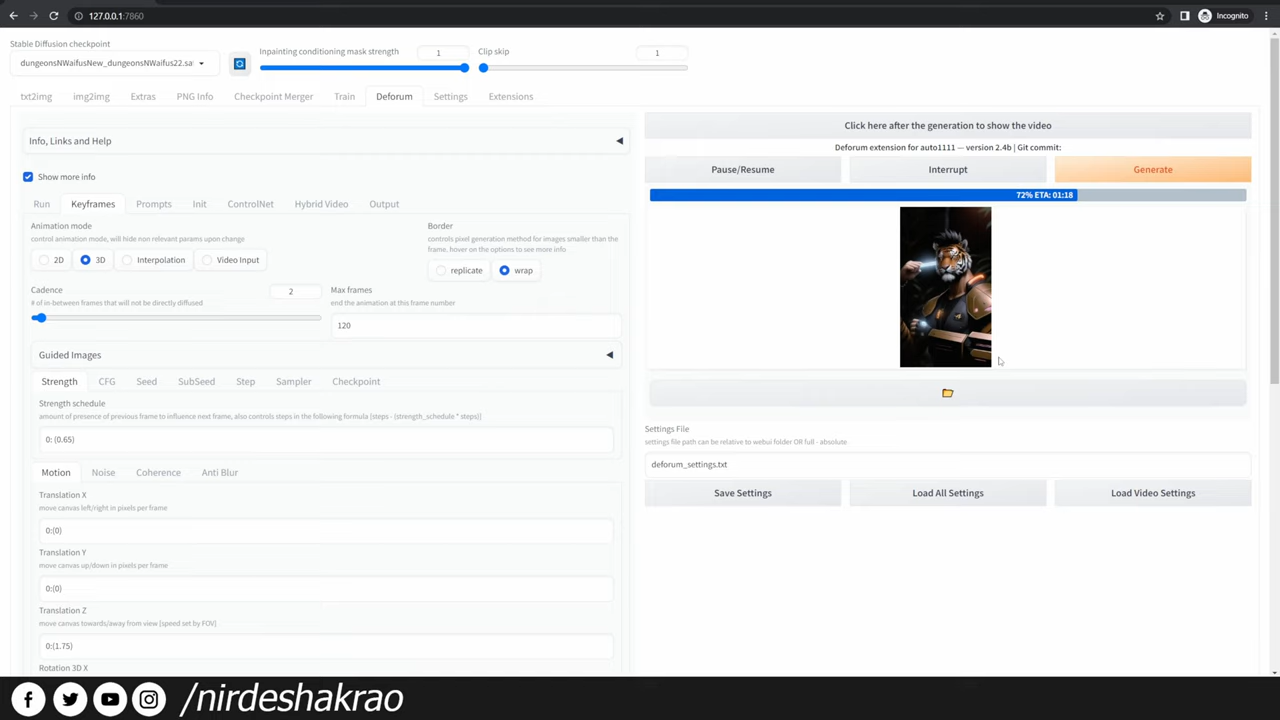 127.0.0.1:7860
Incognito
Stable Diffusion checkpoint
dungeonsNWaifusNew_dungeonsNWaifus22.sa
Inpainting conditioning mask strength
1
Clip skip
1
txt2img
img2img
Extras
PNG Info
Checkpoint Merger
Train
Deforum
Settings
Extensions
Info, Links and Help
Show more info
Run
Keyframes
Prompts
Init
ControlNet
Hybrid Video
Output
Animation mode
control animation mode, will hide non relevant params upon change
2D
3D
Interpolation
Video Input
Border
controls pixel generation method for images smaller than the
frame. hover on the options to see more info
replicate
wrap
Cadence
2
# of in-between frames that will not be directly diffused
Max frames
end the animation at this frame number
120
Guided Images
Strength
CFG
Seed
SubSeed
Step
Sampler
Checkpoint
Strength schedule
amount of presence of previous frame to influence next frame, also controls steps in the following formula [steps - (strength_schedule * steps)]
0: (0.65)
Motion
Noise
Coherence
Anti Blur
Translation X
move canvas left/right in pixels per frame
0:(0)
Translation Y
move canvas up/down in pixels per frame
0:(0)
Translation Z
move canvas towards/away from view [speed set by FOV]
0:(1.75)
Rotation 3D X
Click here after the generation to show the video
Deforum extension for auto1111 — version 2.4b | Git commit:
Pause/Resume
Interrupt
Generate
72% ETA: 01:18
Settings File
settings file path can be relative to webui folder OR full - absolute
deforum_settings.txt
Save Settings
Load All Settings
Load Video Settings
/nirdeshakrao